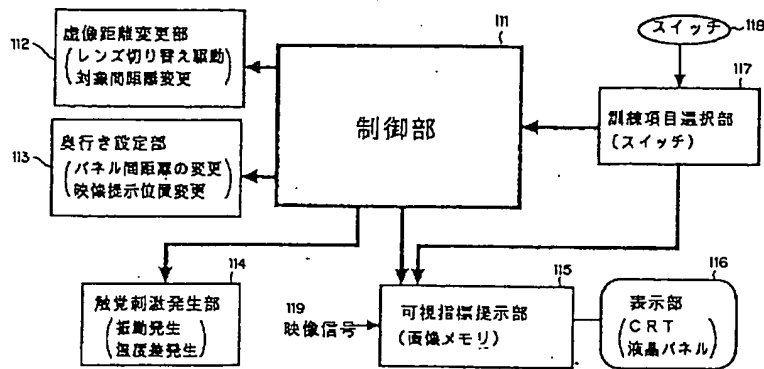 111
112
虚像距離変更部
(レンズ切り替え駆動
対象間距離変更)
113
奥行き設定部
(パネル間距離の変更
映像提示位置変更)
制御部
スイッチ
118
117
訓練項目選択部
(スイッチ)
114
触覚刺激発生部
(振動発生
温度差発生)
119
映像信号
115
可視指標提示部
(画像メモリ)
116
表示部
(CRT
液晶パネル)